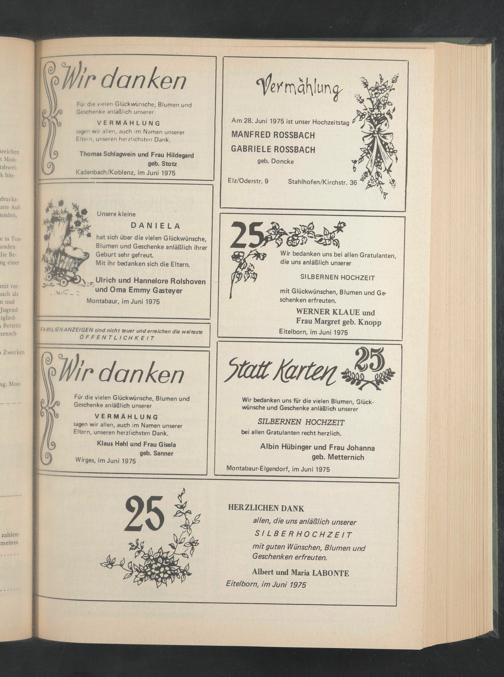 Wir danken
Für die vielen Glückwünsche, Blumen und
Geschenke anläßlich unserer
VERMÄHLUNG
sagen wir allen, auch im Namen unserer
Eltern, unseren herzlichsten Dank.
Thomas Schlagwein und Frau Hildegard
geb. Stotz
Kadenbach/Koblenz, im Juni 1975
Vermählung
Am 28. Juni 1975 ist unser Hochzeitstag
MANFRED ROSSBACH
GABRIELE ROSSBACH
geb. Doncke
Elz/Oderstr. 9 Stahlhofen/Kirchstr. 36
Unsere kleine
DANIELA
hat sich über die vielen Glückwünsche,
Blumen und Geschenke anläßlich ihrer
Geburt sehr gefreut.
Mit ihr bedanken sich die Eltern.
Ulrich und Hannelore Rolshoven
und Oma Emmy Gasteyer
Montabaur, im Juni 1975
25
Wir bedanken uns bei allen Gratulanten,
die uns anläßlich unserer
SILBERNEN HOCHZEIT
mit Glückwünschen, Blumen und Ge-
schenken erfreuten.
WERNER KLAUE und
Frau Margret geb. Knopp
Eitelborn, im Juni 1975
FAMILIENANZEIGEN sind nicht teuer und erreichen die weiteste
ÖFFENTLICHKEIT
Wir danken
Für die vielen Glückwünsche, Blumen und
Geschenke anläßlich unserer
VERMÄHLUNG
sagen wir allen, auch im Namen unserer
Eltern, unseren herzlichsten Dank.
Klaus Hehl und Frau Gisela
geb. Sanner
Wirges, im Juni 1975
Statt Karten 25
Wir bedanken uns für die vielen Blumen, Glück-
wünsche und Geschenke anläßlich unserer
SILBERNEN HOCHZEIT
bei allen Gratulanten recht herzlich.
Albin Hübinger und Frau Johanna
geb. Metternich
Montabaur-Elgendorf, im Juni 1975
25
HERZLICHEN DANK
allen, die uns anläßlich unserer
SILBERHOCHZEIT
mit guten Wünschen, Blumen und
Geschenken erfreuten.
Albert und Maria LABONTE
Eitelborn, im Juni 1975